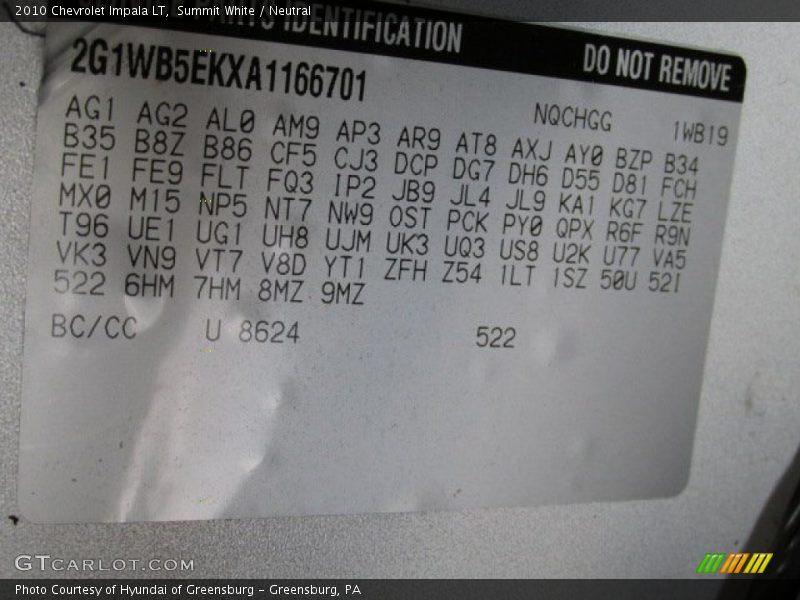 2010 Chevrolet Impala LT, Summit White / Neutral
PARTS IDENTIFICATION DO NOT REMOVE
2G1WB5EKXA1166701
NQCHGG 1WB19
AG1 AG2 AL0 AM9 AP3 AR9 AT8 AXJ AY0 BZP B34
B35 B8Z B86 CF5 CJ3 DCP DG7 DH6 D55 D81 FCH
FE1 FE9 FLT FQ3 IP2 JB9 JL4 JL9 KA1 KG7 LZE
MX0 M15 NP5 NT7 NW9 OST PCK PY0 QPX R6F R9N
T96 UE1 UG1 UH8 UJM UK3 UQ3 US8 U2K U77 VA5
VK3 VN9 VT7 V8D YT1 ZFH Z54 1LT 1SZ 50U 52I
522 6HM 7HM 8MZ 9MZ
BC/CC U 8624 522
GTCARLOT.COM
Photo Courtesy of Hyundai of Greensburg – Greensburg, PA